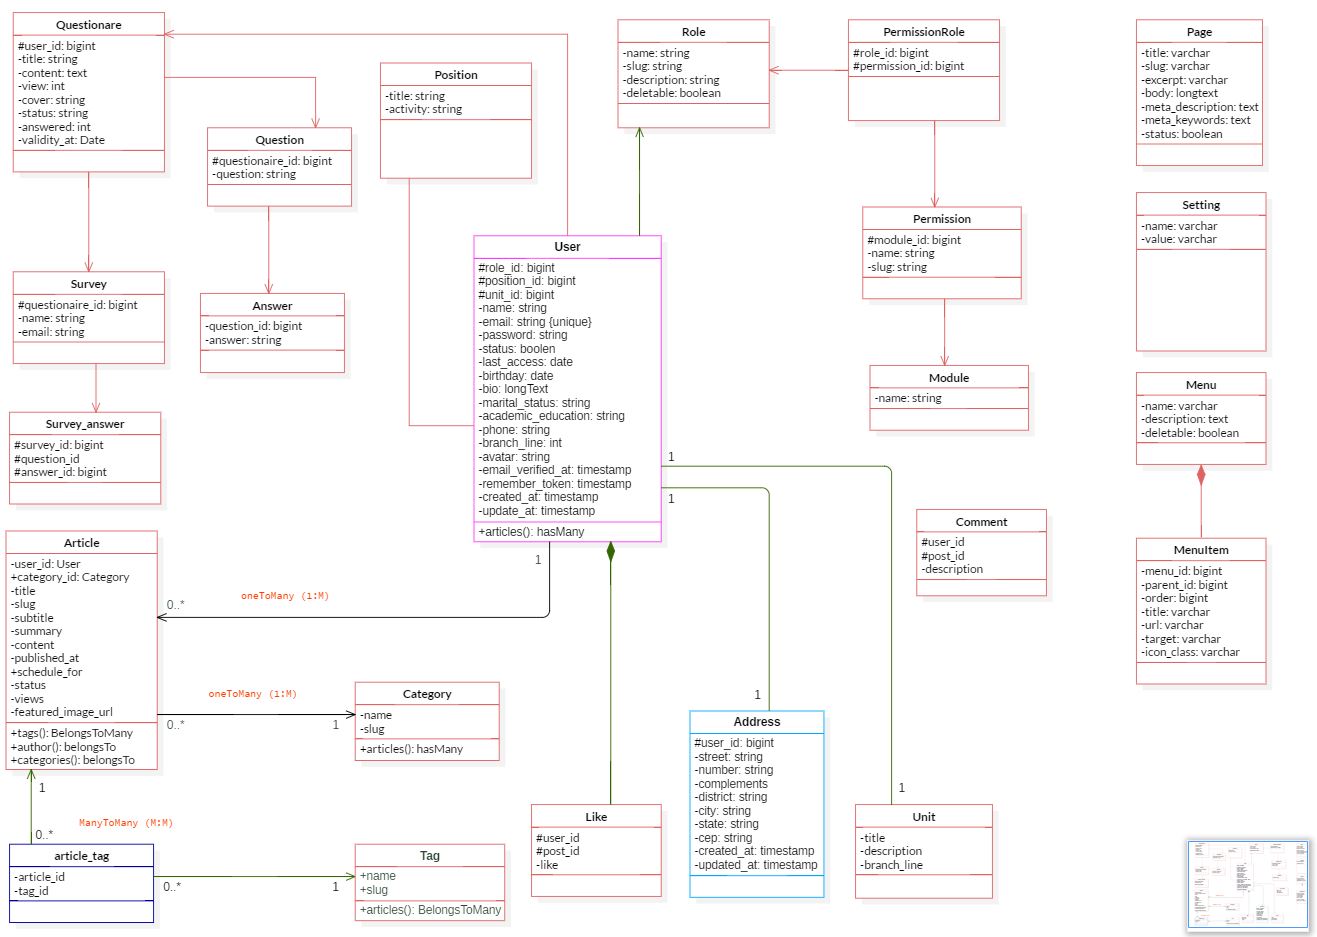 Questionare
#user_id: bigint
-title: string
-content: text
-view: int
-cover: string
-status: string
-answered: int
-validity_at: Date
Position
-title: string
-activity: string
Question
#questionaire_id: bigint
-question: string
Role
-name: string
-slug: string
-description: string
-deletable: boolean
PermissionRole
#role_id: bigint
#permission_id: bigint
Page
-title: varchar
-slug: varchar
-excerpt: varchar
-body: longtext
-meta_description: text
-meta_keywords: text
-status: boolean
Setting
-name: varchar
-value: varchar
Permission
#module_id: bigint
-name: string
-slug: string
User
#role_id: bigint
#position_id: bigint
#unit_id: bigint
-name: string
-email: string {unique}
-password: string
-status: boolen
-last_access: date
-birthday: date
-bio: longText
-marital_status: string
-academic_education: string
-phone: string
-branch_line: int
-avatar: string
-email_verified_at: timestamp
-remember_token: timestamp
-created_at: timestamp
-update_at: timestamp
+articles(): hasMany
Survey
#questionaire_id: bigint
-name: string
-email: string
Answer
-question_id: bigint
-answer: string
Module
-name: string
Menu
-name: varchar
-description: text
-deletable: boolean
Survey_answer
#survey_id: bigint
#question_id
#answer_id: bigint
1
1
Comment
#user_id
#post_id
-description
MenuItem
-menu_id: bigint
-parent_id: bigint
-order: bigint
-title: varchar
-url: varchar
-target: varchar
-icon_class: varchar
Article
-user_id: User
+category_id: Category
-title
-slug
-subtitle
-summary
-content
-published_at
+schedule_for
-status
-views
-featured_image_url
+tags(): BelongsToMany
+author(): belongsTo
+categories(): belongsTo
1
oneToMany (1:M)
0..*
oneToMany (1:M)
0..*
1
Category
-name
-slug
+articles(): hasMany
1
Address
#user_id: bigint
-street: string
-number: string
-complements
-district: string
-city: string
-state: string
-cep: string
-created_at: timestamp
-updated_at: timestamp
1
Unit
-title
-description
-branch_line
Like
#user_id
#post_id
-like
1
ManyToMany (M:M)
0..*
article_tag
-article_id
-tag_id
0..*
1
Tag
+name
+slug
+articles(): BelongsToMany